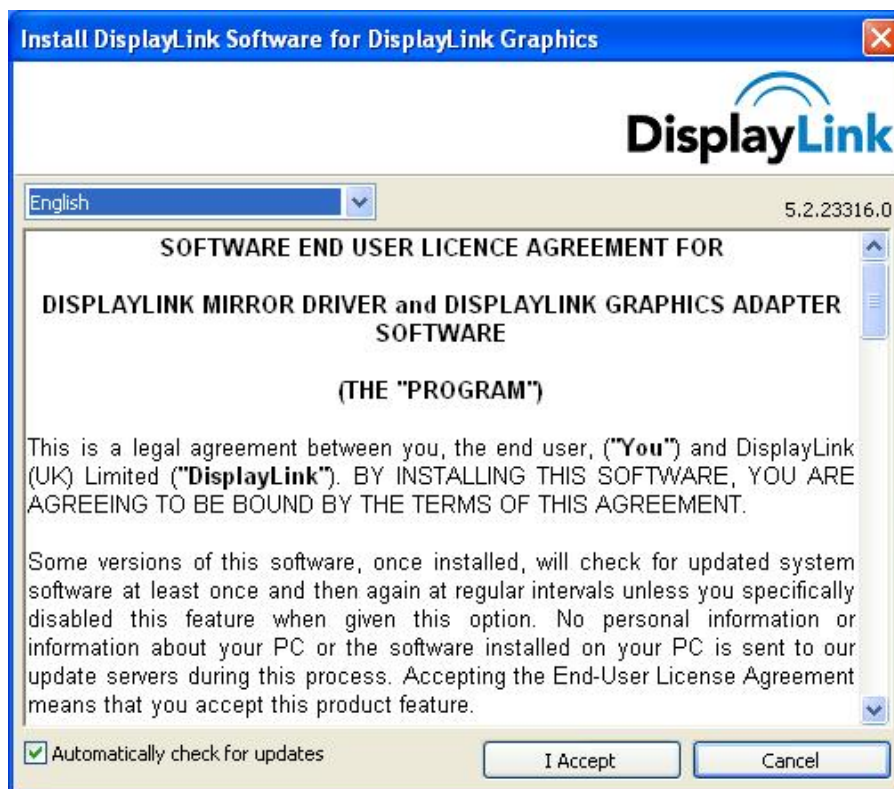 Install DisplayLink Software for DisplayLink Graphics
DisplayLink
English
5.2.23316.0
SOFTWARE END USER LICENCE AGREEMENT FOR
DISPLAYLINK MIRROR DRIVER and DISPLAYLINK GRAPHICS ADAPTER
SOFTWARE
(THE "PROGRAM")
This is a legal agreement between you, the end user, ("You") and DisplayLink
(UK) Limited ("DisplayLink"). BY INSTALLING THIS SOFTWARE, YOU ARE
AGREEING TO BE BOUND BY THE TERMS OF THIS AGREEMENT.
Some versions of this software, once installed, will check for updated system
software at least once and then again at regular intervals unless you specifically
disabled this feature when given this option. No personal information or
information about your PC or the software installed on your PC is sent to our
update servers during this process. Accepting the End-User License Agreement
means that you accept this product feature.
Automatically check for updates
I Accept
Cancel